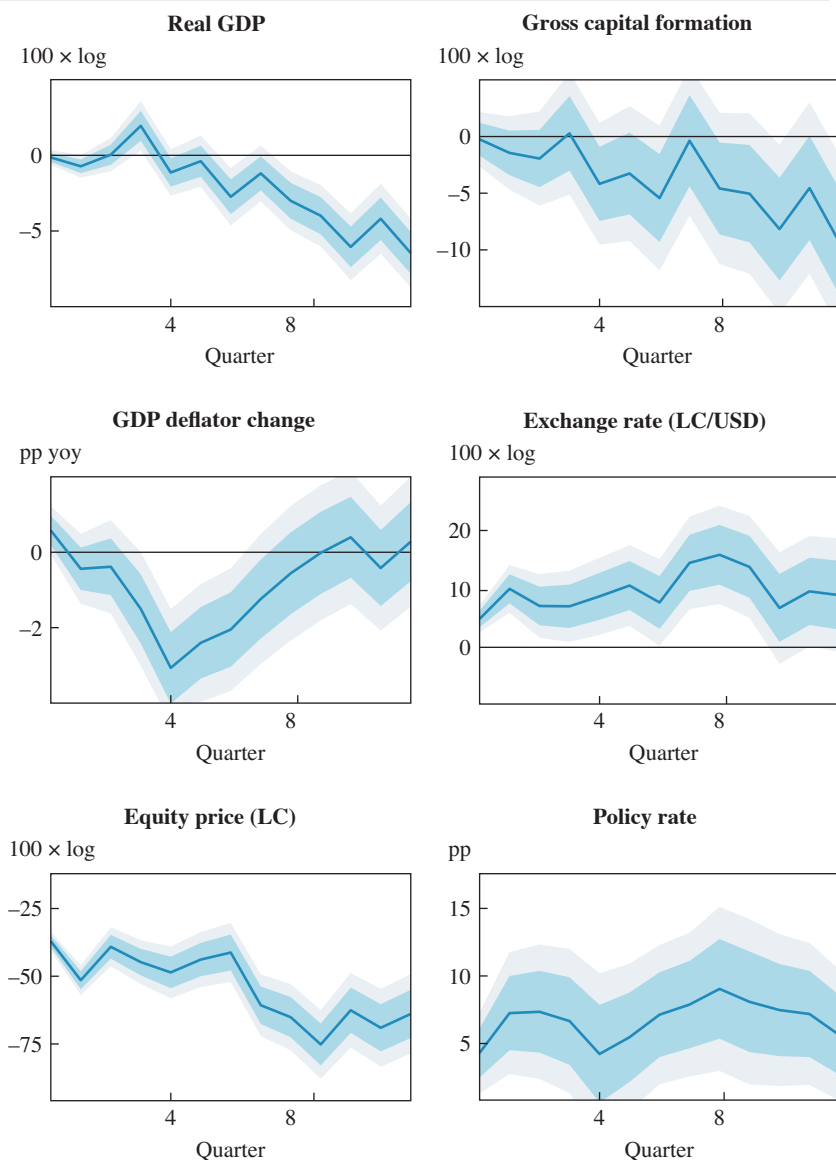 Real GDP
100 × log
0
−5
4
8
Quarter
Gross capital formation
100 × log
0
−5
−10
4
8
Quarter
GDP deflator change
pp yoy
0
−2
4
8
Quarter
Exchange rate (LC/USD)
100 × log
20
10
0
4
8
Quarter
Equity price (LC)
100 × log
−25
−50
−75
4
8
Quarter
Policy rate
pp
15
10
5
4
8
Quarter